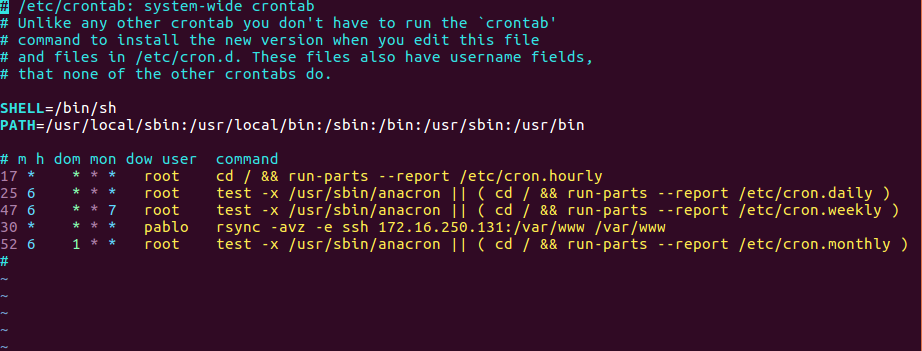 # /etc/crontab: system-wide crontab
# Unlike any other crontab you don't have to run the `crontab'
# command to install the new version when you edit this file
# and files in /etc/cron.d. These files also have username fields,
# that none of the other crontabs do.
SHELL=/bin/sh
PATH=/usr/local/sbin:/usr/local/bin:/sbin:/bin:/usr/sbin:/usr/bin
# m h dom mon dow user  command
17 *    * * *   root    cd / && run-parts --report /etc/cron.hourly
25 6    * * *   root    test -x /usr/sbin/anacron || ( cd / && run-parts --report /etc/cron.daily )
47 6    * * 7   root    test -x /usr/sbin/anacron || ( cd / && run-parts --report /etc/cron.weekly )
30 *    * * *   pablo   rsync -avz -e ssh 172.16.250.131:/var/www /var/www
52 6    1 * *   root    test -x /usr/sbin/anacron || ( cd / && run-parts --report /etc/cron.monthly )
#
~
~
~
~
~